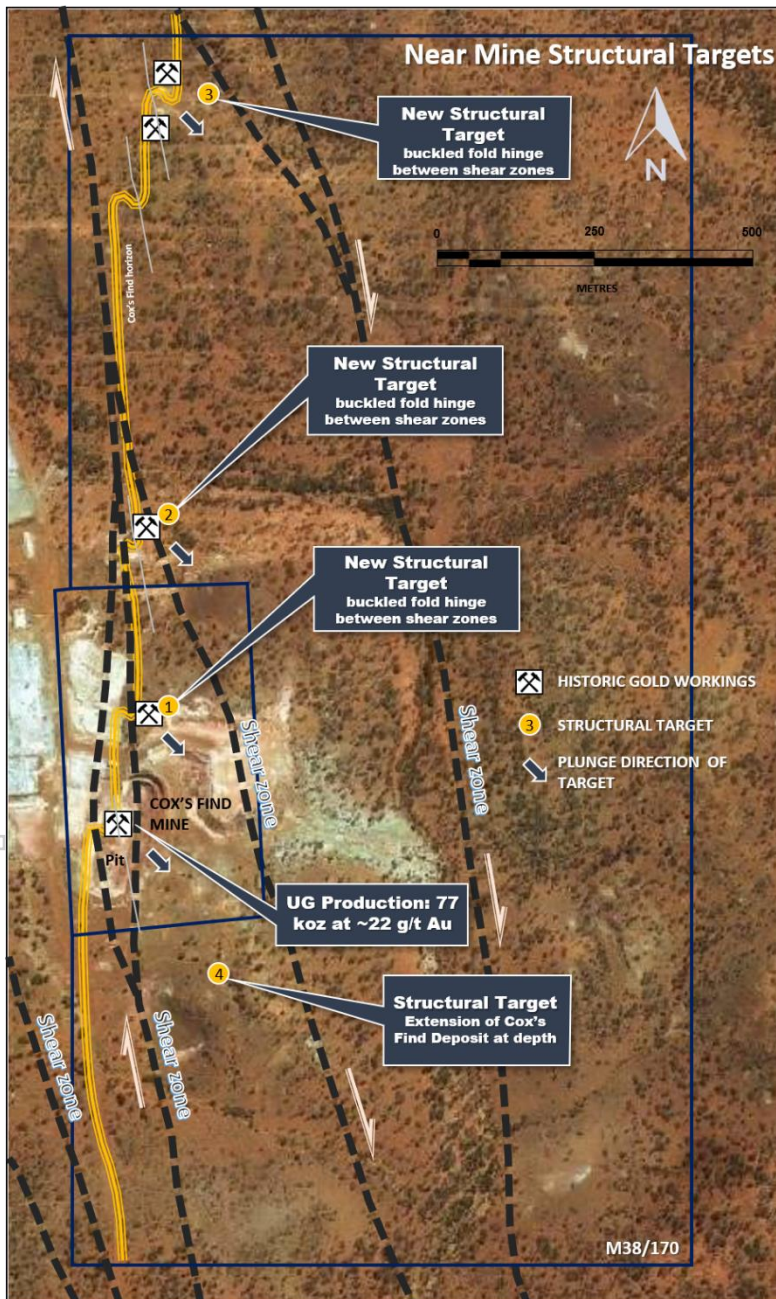 Near Mine Structural Targets
3
New Structural
Target
buckled fold hinge
between shear zones
N
0
250
500
METRES
Cox's Find horizon
New Structural
Target
buckled fold hinge
between shear zones
2
New Structural
Target
buckled fold hinge
between shear zones
1
HISTORIC GOLD WORKINGS
3
STRUCTURAL TARGET
PLUNGE DIRECTION OF
TARGET
Shear zone
Shear zone
COX'S FIND
MINE
Pit
UG Production: 77
koz at ~22 g/t Au
4
Structural Target
Extension of Cox's
Find Deposit at depth
Shear zone
Shear zone
M38/170